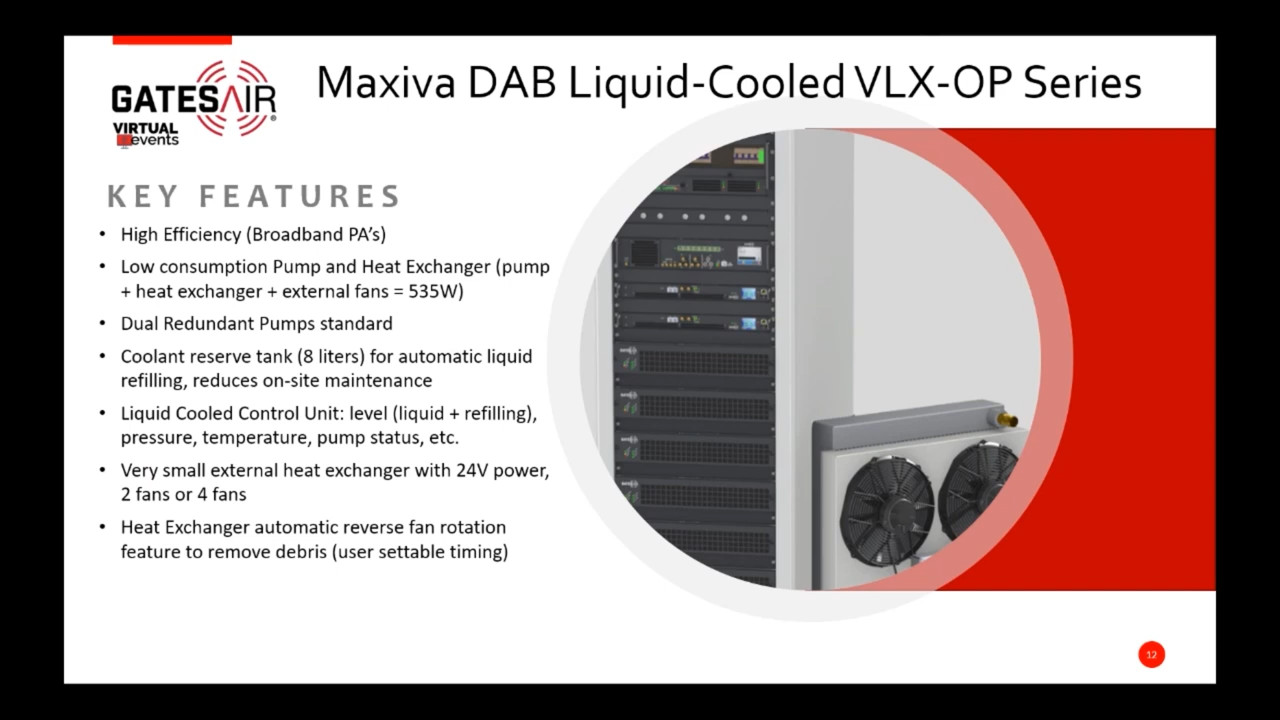 GATESAIR®
VIRTUAL
events
Maxiva DAB Liquid-Cooled VLX-OP Series
KEY FEATURES
• High Efficiency (Broadband PA’s)
• Low consumption Pump and Heat Exchanger (pump
+ heat exchanger + external fans = 535W)
• Dual Redundant Pumps standard
• Coolant reserve tank (8 liters) for automatic liquid
refilling, reduces on-site maintenance
• Liquid Cooled Control Unit: level (liquid + refilling),
pressure, temperature, pump status, etc.
• Very small external heat exchanger with 24V power,
2 fans or 4 fans
• Heat Exchanger automatic reverse fan rotation
feature to remove debris (user settable timing)
12